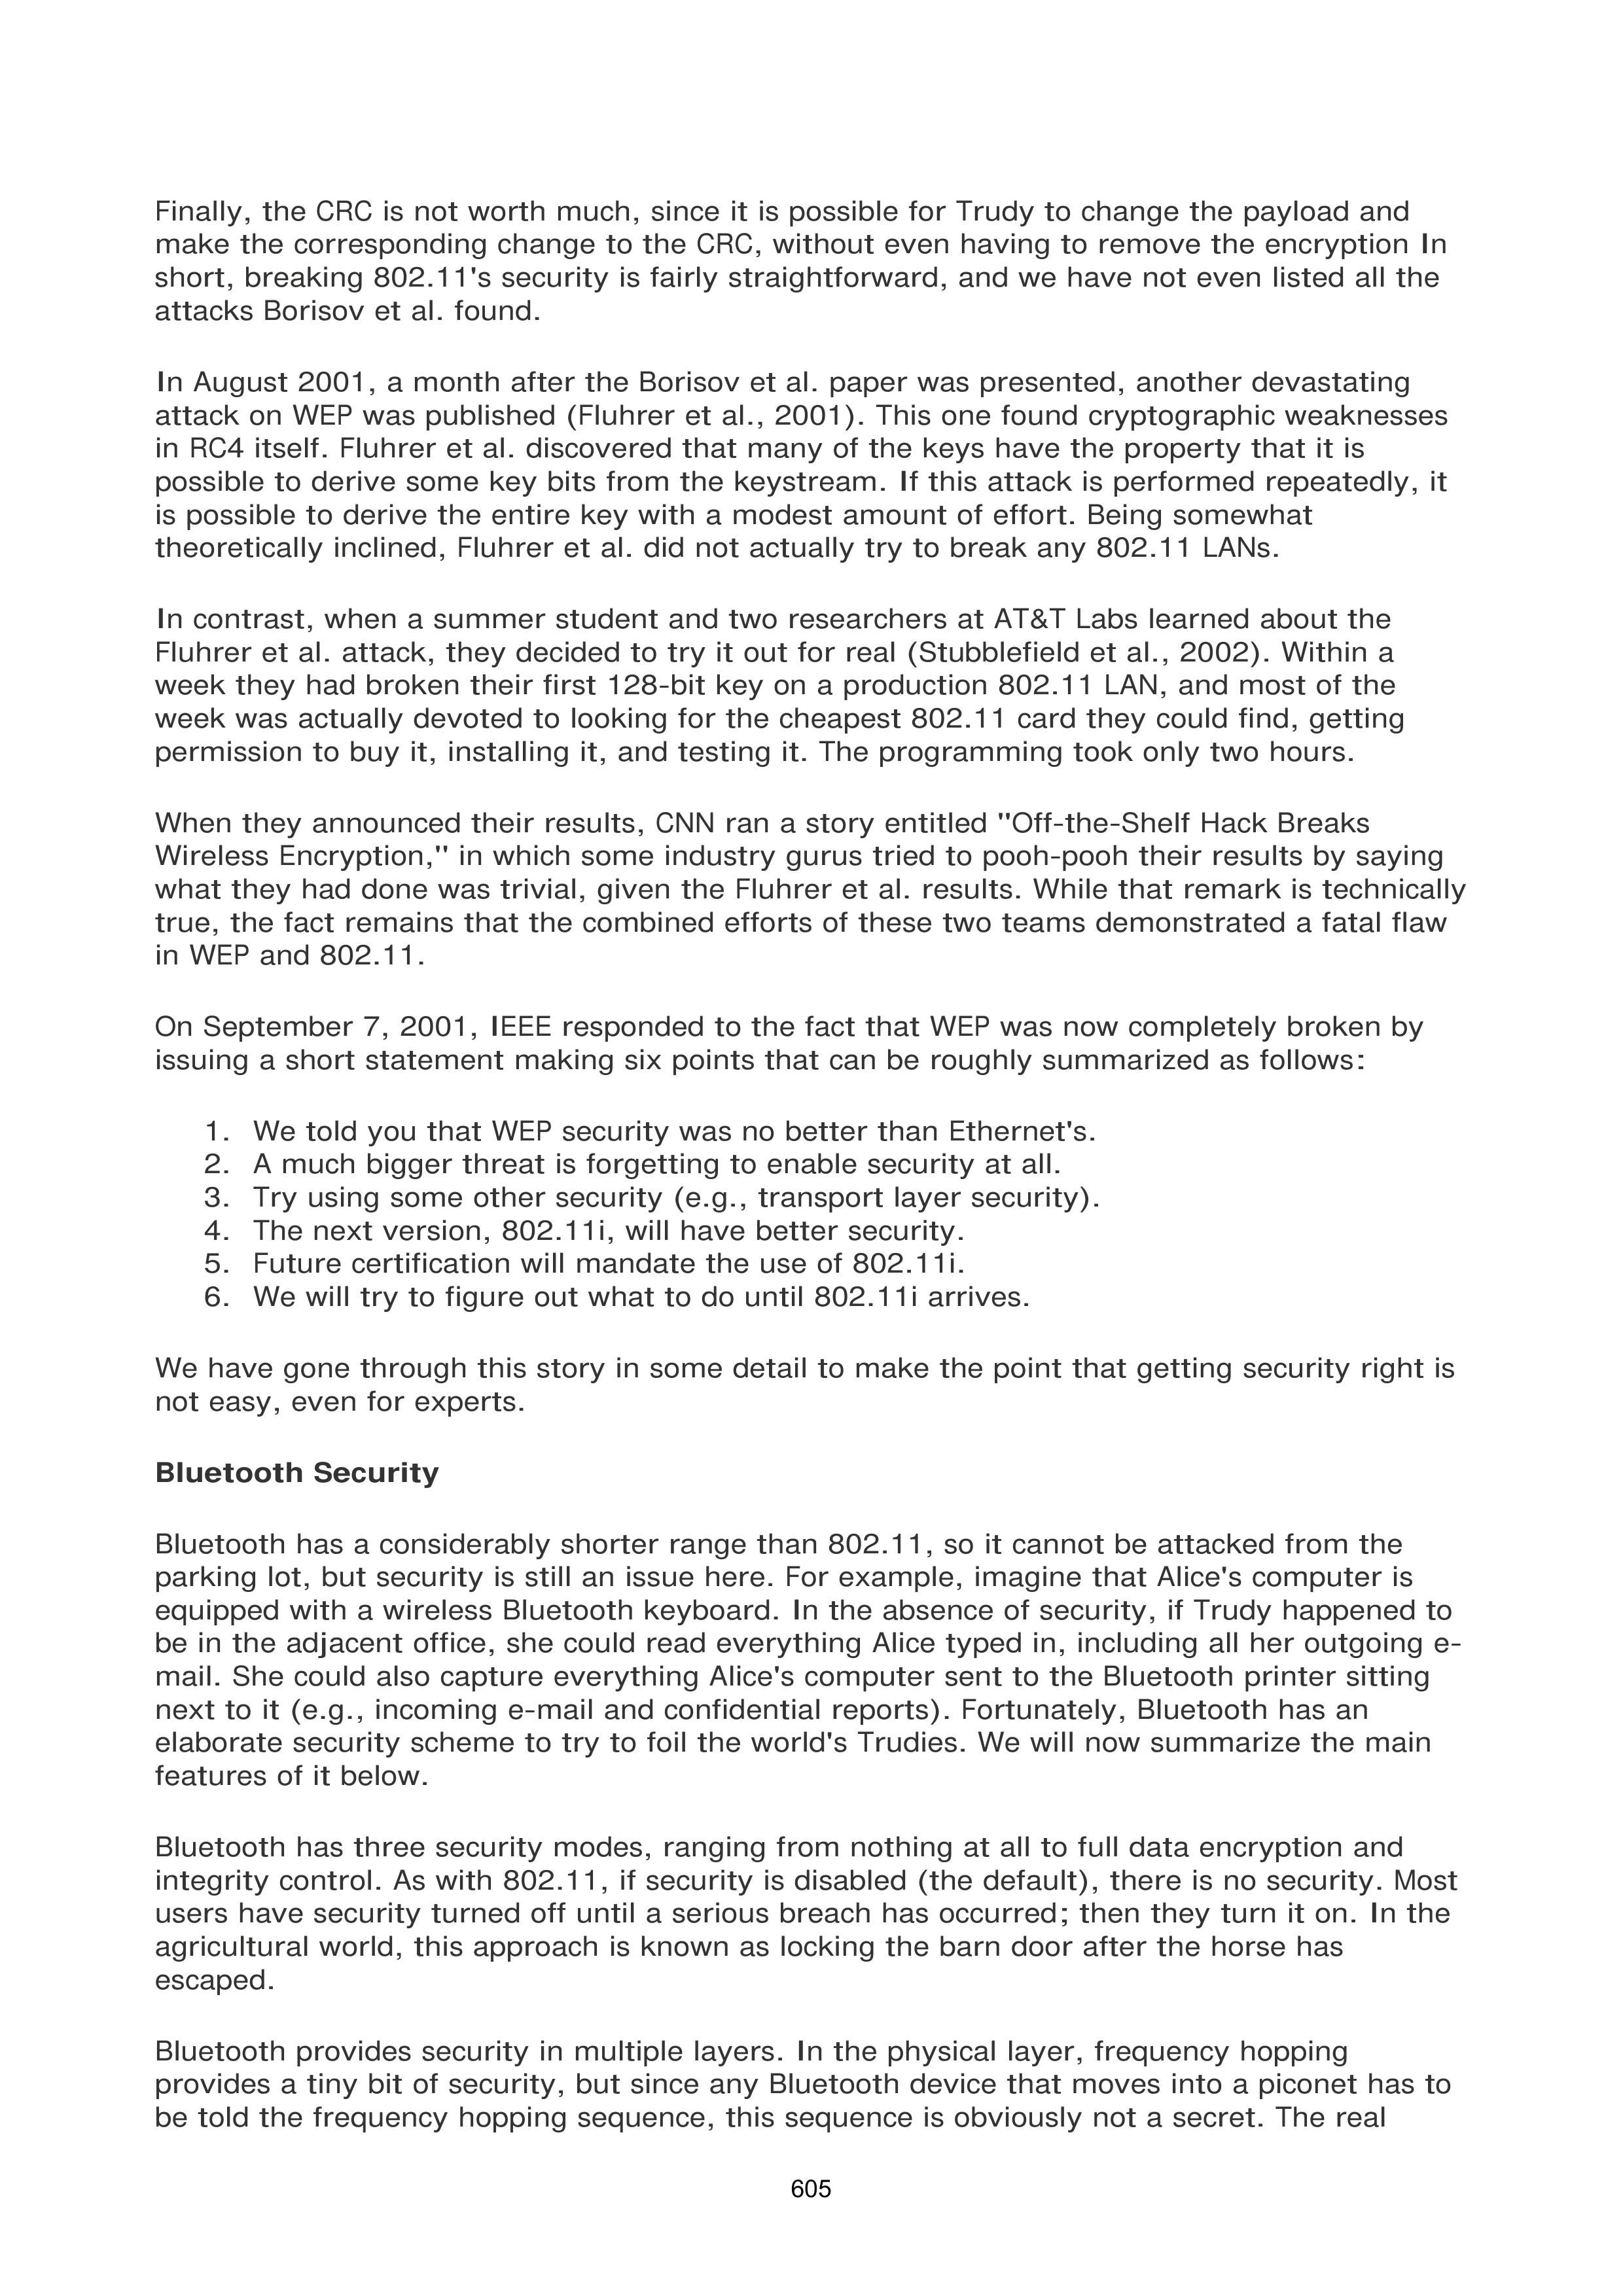 Finally, the CRC is not worth much, since it is possible for Trudy to change the payload and
make the corresponding change to the CRC, without even having to remove the encryption In
short, breaking 802.11's security is fairly straightforward, and we have not even listed all the
attacks Borisov et al. found.
In August 2001, a month after the Borisov et al. paper was presented, another devastating
attack on WEP was published (Fluhrer et al., 2001). This one found cryptographic weaknesses
in RC4 itself. Fluhrer et al. discovered that many of the keys have the property that it is
possible to derive some key bits from the keystream. If this attack is performed repeatedly, it
is possible to derive the entire key with a modest amount of effort. Being somewhat
theoretically inclined, Fluhrer et al. did not actually try to break any 802.11 LANs.
In contrast, when a summer student and two researchers at AT&T Labs learned about the
Fluhrer et al. attack, they decided to try it out for real (Stubblefield et al., 2002). Within a
week they had broken their first 128-bit key on a production 802.11 LAN, and most of the
week was actually devoted to looking for the cheapest 802.11 card they could find, getting
permission to buy it, installing it, and testing it. The programming took only two hours.
When they announced their results, CNN ran a story entitled ''Off-the-Shelf Hack Breaks
Wireless Encryption,'' in which some industry gurus tried to pooh-pooh their results by saying
what they had done was trivial, given the Fluhrer et al. results. While that remark is technically
true, the fact remains that the combined efforts of these two teams demonstrated a fatal flaw
in WEP and 802.11.
On September 7, 2001, IEEE responded to the fact that WEP was now completely broken by
issuing a short statement making six points that can be roughly summarized as follows:
1. We told you that WEP security was no better than Ethernet's.
2. A much bigger threat is forgetting to enable security at all.
3. Try using some other security (e.g., transport layer security).
4. The next version, 802.11i, will have better security.
5. Future certification will mandate the use of 802.11i.
6. We will try to figure out what to do until 802.11i arrives.
We have gone through this story in some detail to make the point that getting security right is
not easy, even for experts.
Bluetooth Security
Bluetooth has a considerably shorter range than 802.11, so it cannot be attacked from the
parking lot, but security is still an issue here. For example, imagine that Alice's computer is
equipped with a wireless Bluetooth keyboard. In the absence of security, if Trudy happened to
be in the adjacent office, she could read everything Alice typed in, including all her outgoing e-
mail. She could also capture everything Alice's computer sent to the Bluetooth printer sitting
next to it (e.g., incoming e-mail and confidential reports). Fortunately, Bluetooth has an
elaborate security scheme to try to foil the world's Trudies. We will now summarize the main
features of it below.
Bluetooth has three security modes, ranging from nothing at all to full data encryption and
integrity control. As with 802.11, if security is disabled (the default), there is no security. Most
users have security turned off until a serious breach has occurred; then they turn it on. In the
agricultural world, this approach is known as locking the barn door after the horse has
escaped.
Bluetooth provides security in multiple layers. In the physical layer, frequency hopping
provides a tiny bit of security, but since any Bluetooth device that moves into a piconet has to
be told the frequency hopping sequence, this sequence is obviously not a secret. The real
605